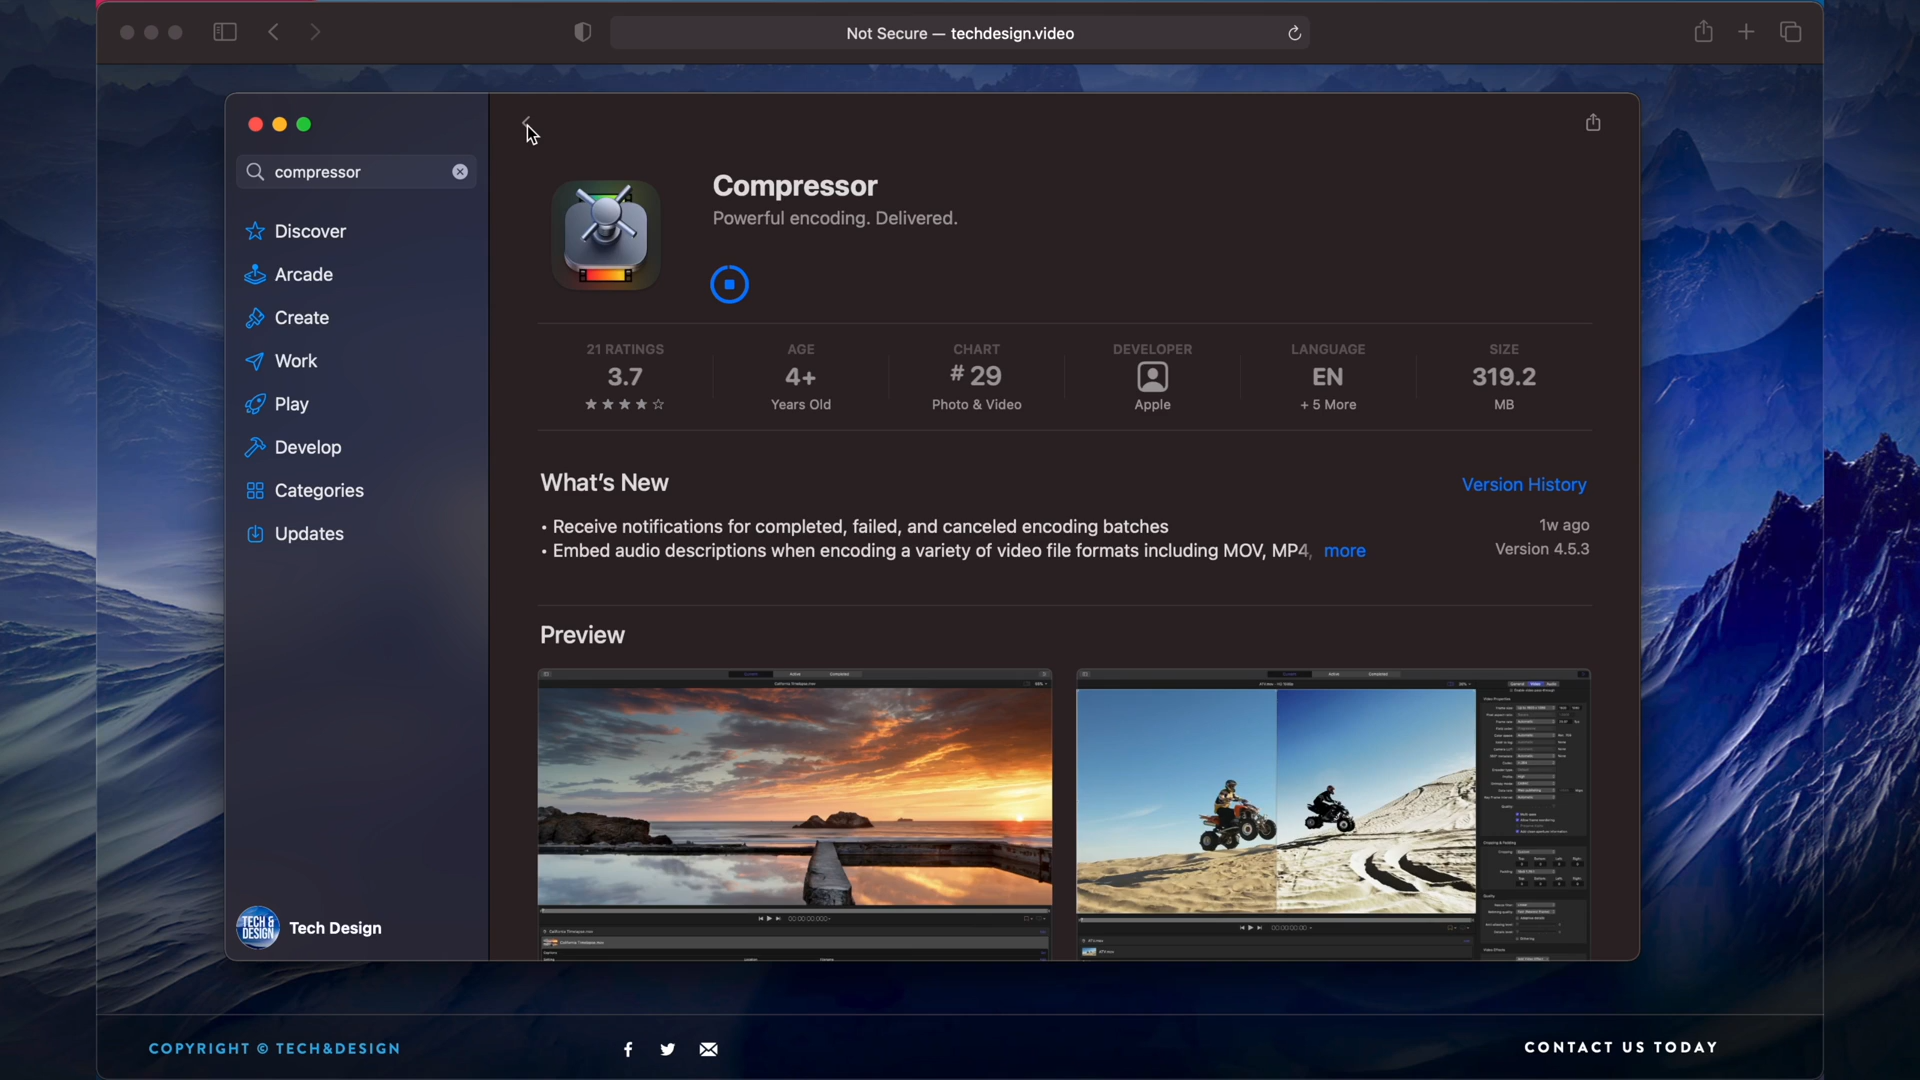 Not Secure — techdesign.video
compressor
Discover
Arcade
Create
Work
Play
Develop
Categories
Updates
TECH & DESIGN
Tech Design
Compressor
Powerful encoding. Delivered.
21 RATINGS
3.7
AGE
4+
Years Old
CHART
# 29
Photo & Video
DEVELOPER
Apple
LANGUAGE
EN
+ 5 More
SIZE
319.2
MB
What's New
Version History
• Receive notifications for completed, failed, and canceled encoding batches
1w ago
• Embed audio descriptions when encoding a variety of video file formats including MOV, MP4, more
Version 4.5.3
Preview
COPYRIGHT © TECH&DESIGN
CONTACT US TODAY